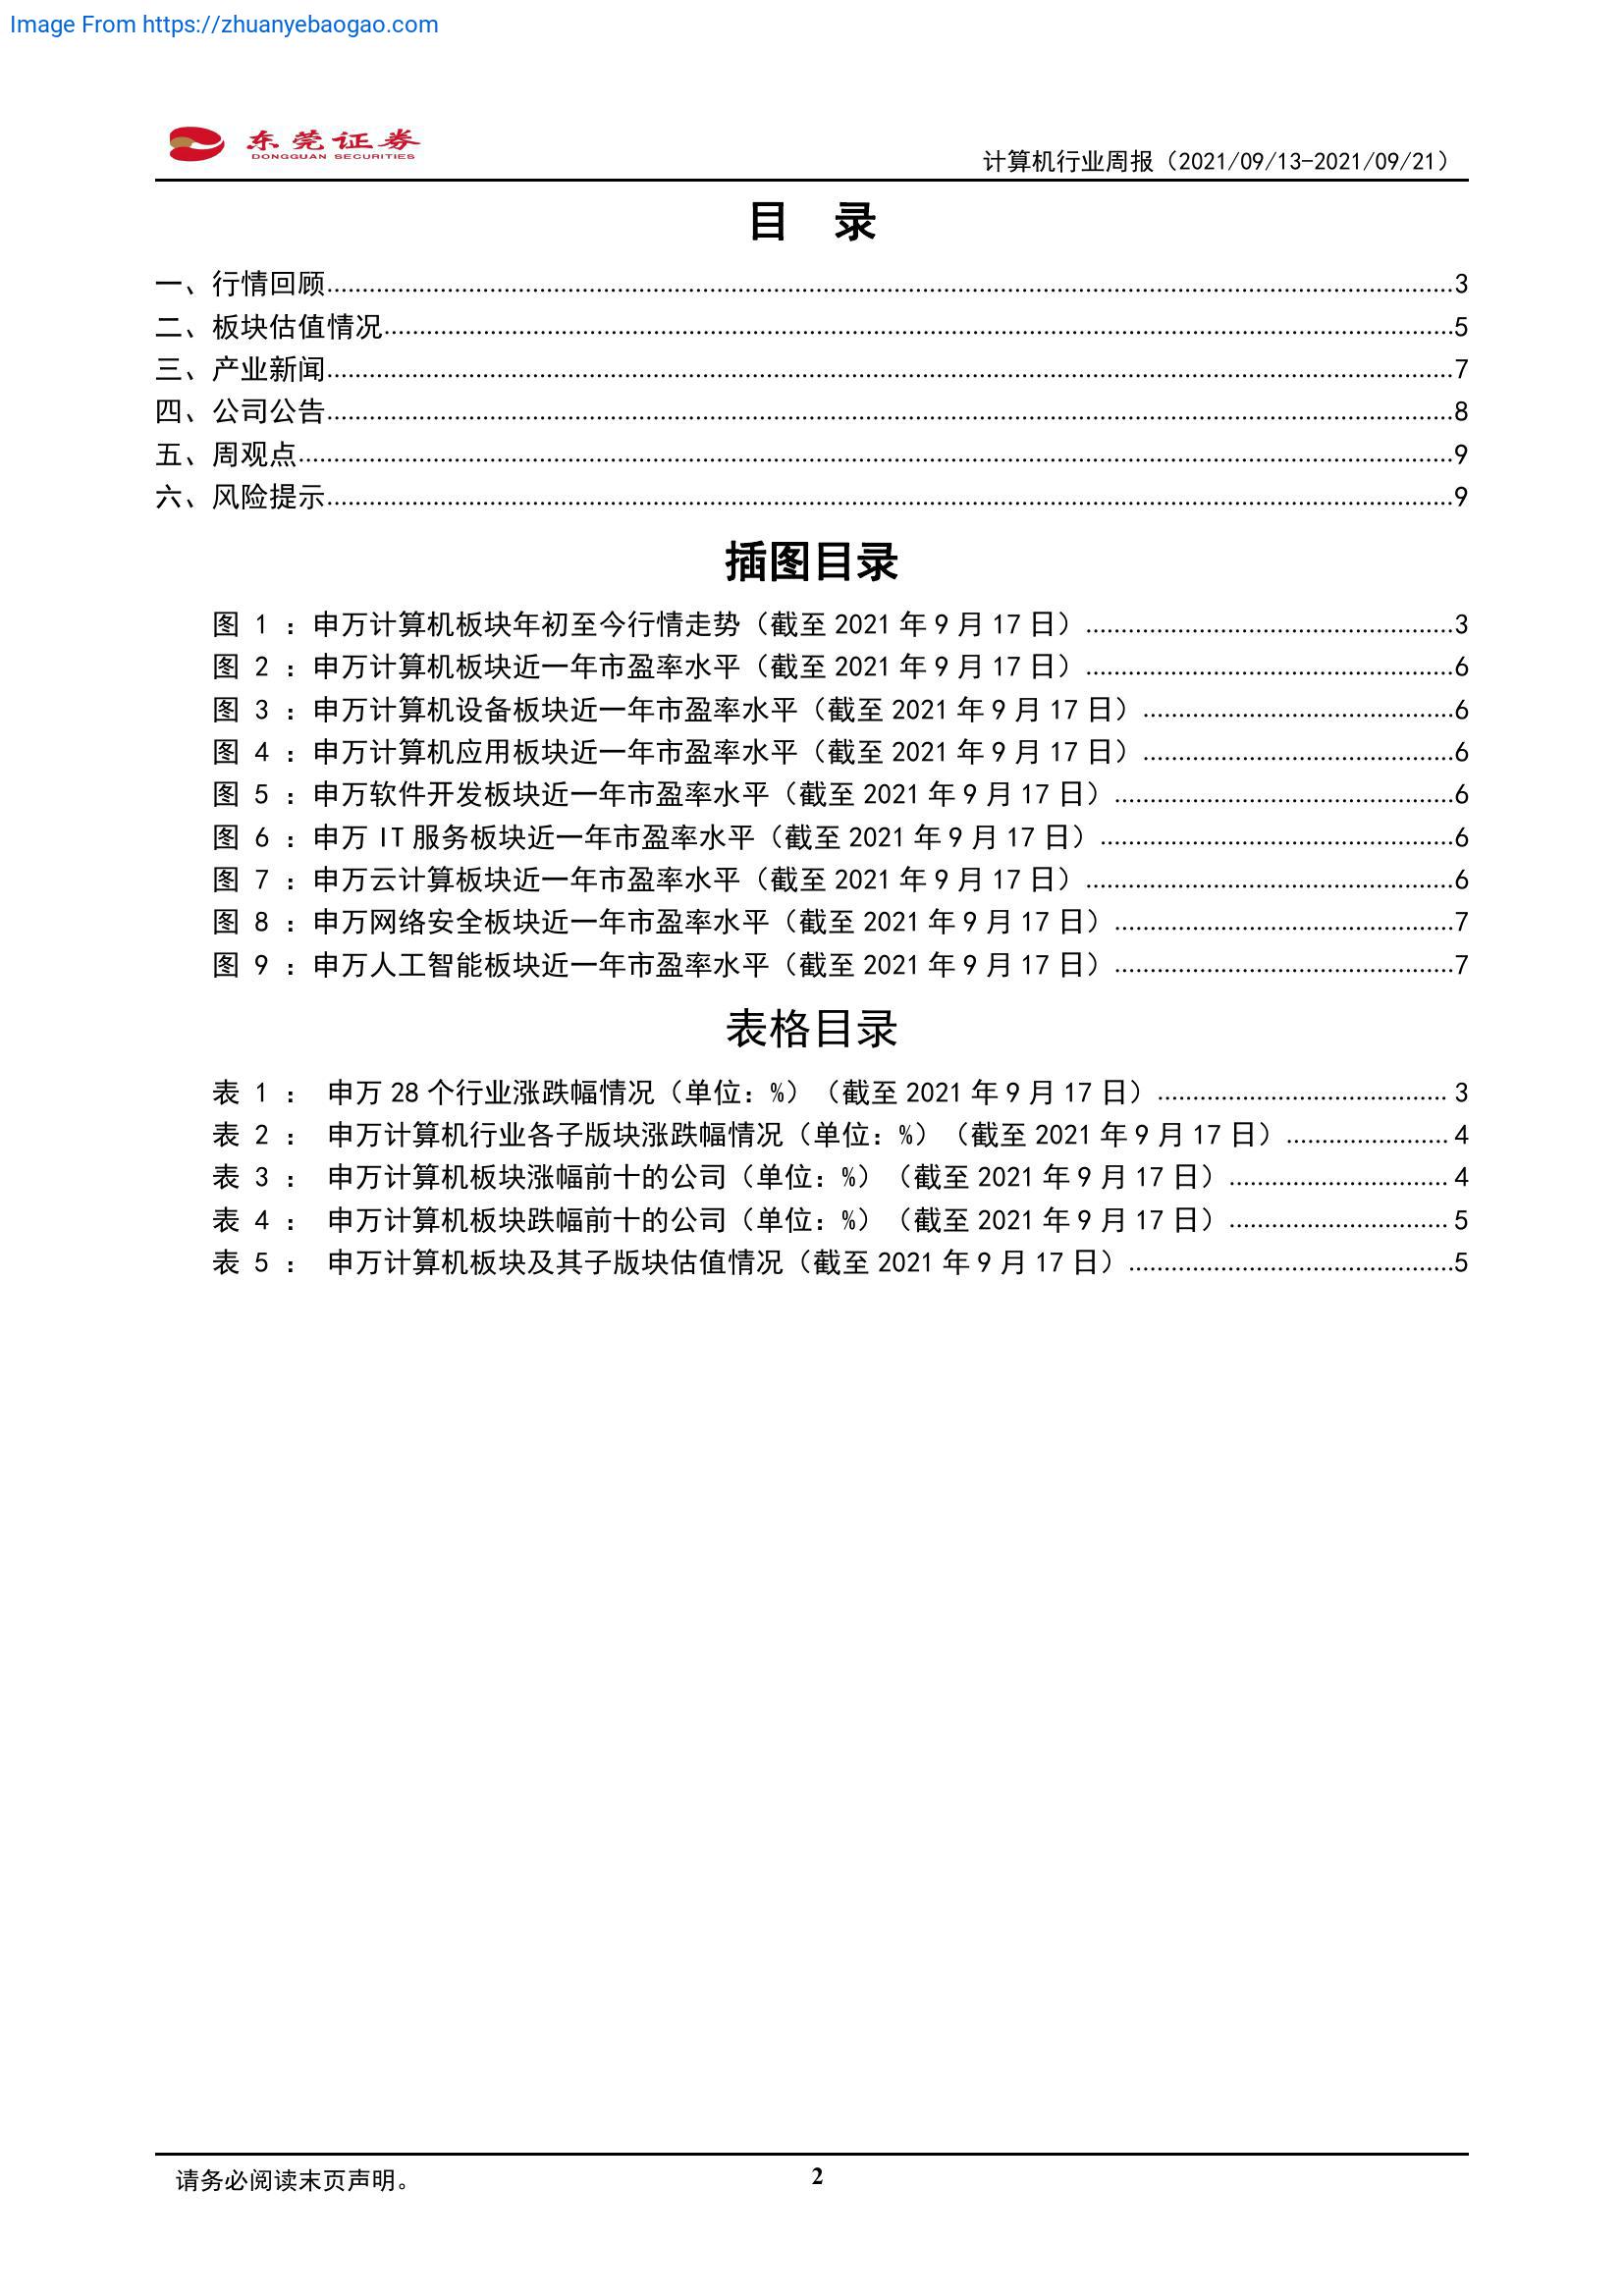 Image From https://zhuanyebaogao.com
东莞证券
DONGGUAN SECURITIES
计算机行业周报（2021/09/13-2021/09/21）
目 录
一、行情回顾........................3
二、板块估值情况........................5
三、产业新闻........................7
四、公司公告........................8
五、周观点........................9
六、风险提示........................9
插图目录
图 1 ：申万计算机板块年初至今行情走势（截至 2021 年 9 月 17 日）........................3
图 2 ：申万计算机板块近一年市盈率水平（截至 2021 年 9 月 17 日）........................6
图 3 ：申万计算机设备板块近一年市盈率水平（截至 2021 年 9 月 17 日）........................6
图 4 ：申万计算机应用板块近一年市盈率水平（截至 2021 年 9 月 17 日）........................6
图 5 ：申万软件开发板块近一年市盈率水平（截至 2021 年 9 月 17 日）........................6
图 6 ：申万 IT 服务板块近一年市盈率水平（截至 2021 年 9 月 17 日）........................6
图 7 ：申万云计算板块近一年市盈率水平（截至 2021 年 9 月 17 日）........................6
图 8 ：申万网络安全板块近一年市盈率水平（截至 2021 年 9 月 17 日）........................7
图 9 ：申万人工智能板块近一年市盈率水平（截至 2021 年 9 月 17 日）........................7
表格目录
表 1 ： 申万 28 个行业涨跌幅情况（单位：%）（截至 2021 年 9 月 17 日）........................ 3
表 2 ： 申万计算机行业各子版块涨跌幅情况（单位：%）（截至 2021 年 9 月 17 日）........................ 4
表 3 ： 申万计算机板块涨幅前十的公司（单位：%）（截至 2021 年 9 月 17 日）........................ 4
表 4 ： 申万计算机板块跌幅前十的公司（单位：%）（截至 2021 年 9 月 17 日）........................ 5
表 5 ： 申万计算机板块及其子版块估值情况（截至 2021 年 9 月 17 日）........................5
请务必阅读末页声明。
2